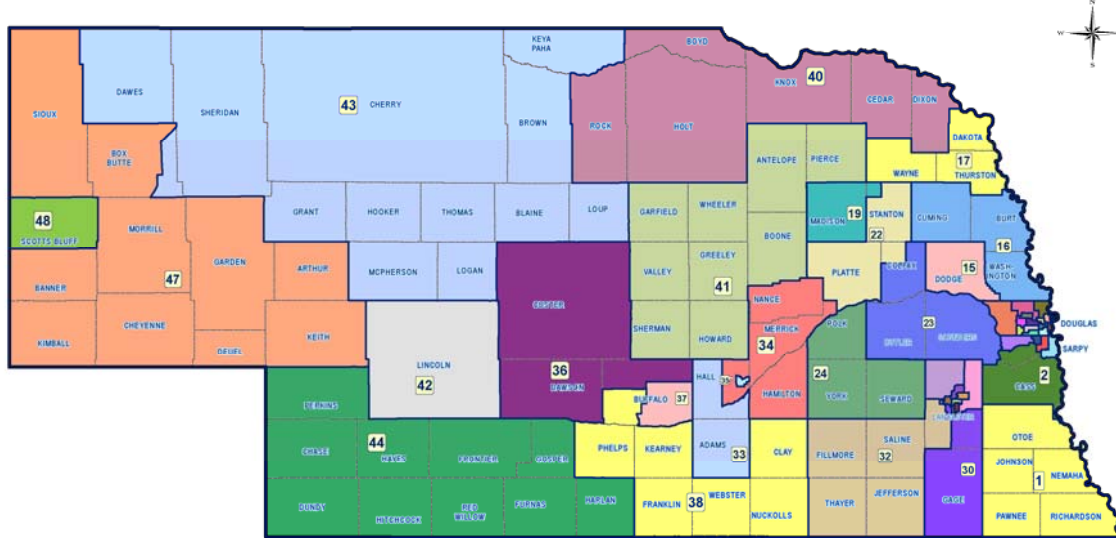 N
W
E
S
KEYA
PAHA
BOYD
DAWES
SHERIDAN
43
CHERRY
BROWN
ROCK
HOLT
KNOX
40
CEDAR
DIXON
SIOUX
BOX
BUTTE
DAKOTA
ANTELOPE
PIERCE
WAYNE
17
THURSTON
GRANT
HOOKER
THOMAS
BLAINE
LOUP
GARFIELD
WHEELER
MADISON
19
STANTON
CUMING
BURT
48
SCOTTS BLUFF
MORRILL
BOONE
22
16
GARDEN
ARTHUR
MCPHERSON
LOGAN
VALLEY
GREELEY
PLATTE
COLFAX
DODGE
15
WASH-
INGTON
BANNER
47
41
NANCE
CUSTER
CHEYENNE
KEITH
SHERMAN
HOWARD
MERRICK
POLK
23
DOUGLAS
KIMBALL
DEUEL
34
BUTLER
SAUNDERS
SARPY
LINCOLN
42
36
DAWSON
HALL
35
HAMILTON
24
YORK
SEWARD
CASS
2
PERKINS
BUFFALO
37
LANCASTER
CHASE
44
HAYES
FRONTIER
GOSPER
PHELPS
KEARNEY
ADAMS
33
CLAY
FILLMORE
SALINE
32
OTOE
30
JOHNSON
NEMAHA
1
DUNDY
HITCHCOCK
RED
WILLOW
FURNAS
HARLAN
FRANKLIN
38
WEBSTER
NUCKOLLS
THAYER
JEFFERSON
GAGE
PAWNEE
RICHARDSON